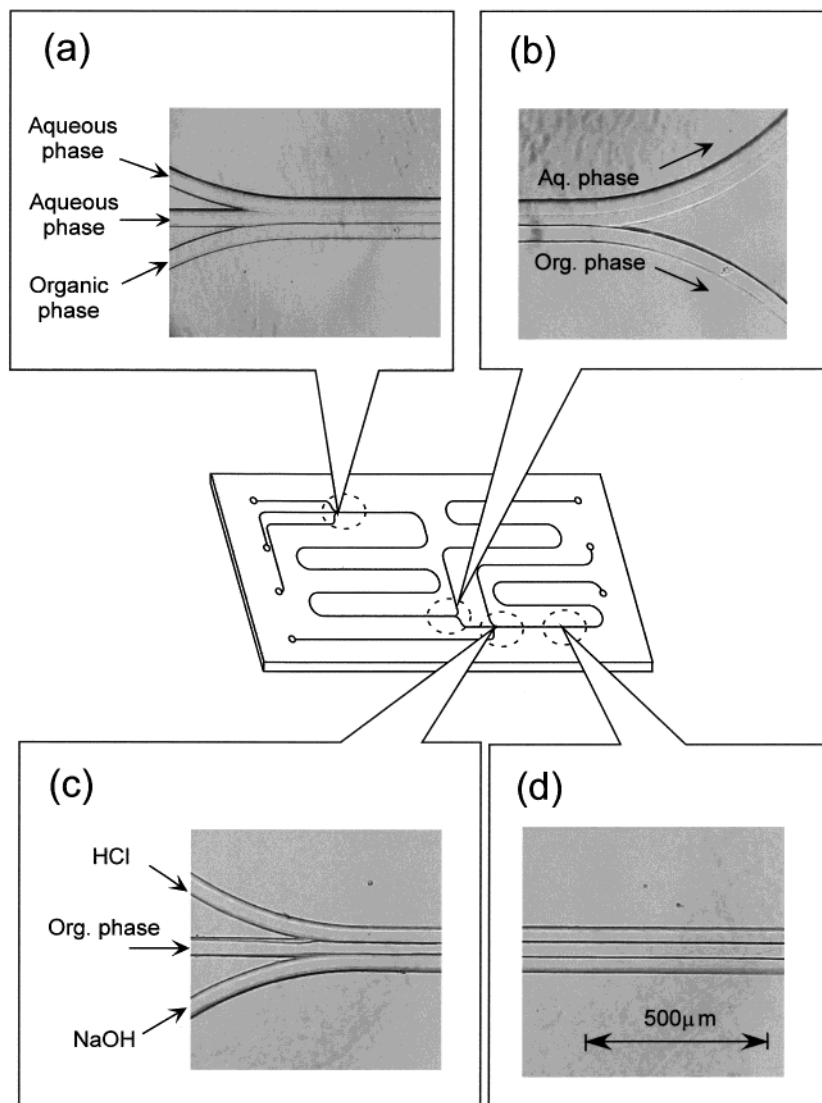 (a)
Aqueous
phase
Aqueous
phase
Organic
phase
(b)
Aq. phase
Org. phase
(c)
HCl
Org. phase
NaOH
(d)
500μm